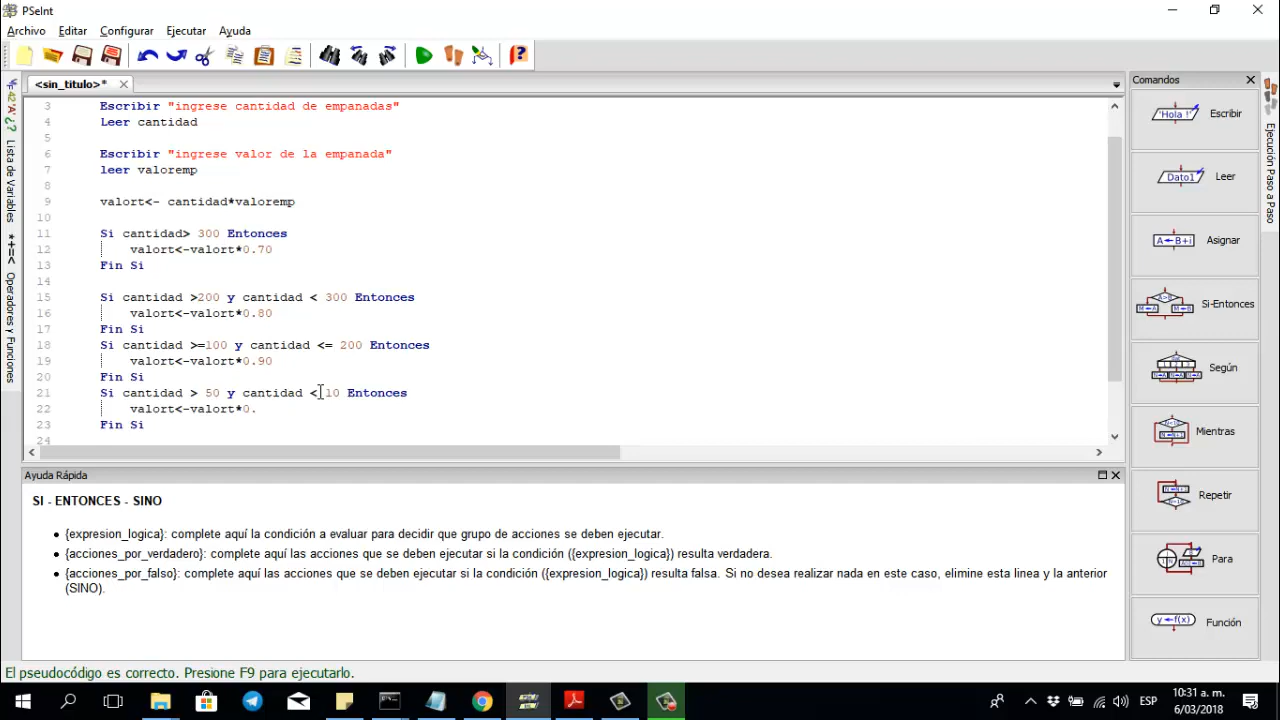 PSeInt
Archivo Editar Configurar Ejecutar Ayuda
<sin_titulo>*
Comandos
3 Escribir "ingrese cantidad de empanadas"
4 Leer cantidad
5
6 Escribir "ingrese valor de la empanada"
7 leer valoremp
8
9 valort<- cantidad*valoremp
10
11 Si cantidad> 300 Entonces
12 valort<-valort*0.70
13 Fin Si
14
15 Si cantidad >200 y cantidad < 300 Entonces
16 valort<-valort*0.80
17 Fin Si
18 Si cantidad >=100 y cantidad <= 200 Entonces
19 valort<-valort*0.90
20 Fin Si
21 Si cantidad > 50 y cantidad < 10 Entonces
22 valort<-valort*0.
23 Fin Si
24
Lista de Variables
Operadores y Funciones
'Hola !' Escribir
Dato1 Leer
A←B+i Asignar
Si-Entonces
Según
Mientras
Repetir
Para
y←f(x) Función
Ejecución Paso a Paso
Ayuda Rápida
SI - ENTONCES - SINO
{expresion_logica}: complete aquí la condición a evaluar para decidir que grupo de acciones se deben ejecutar.
{acciones_por_verdadero}: complete aquí las acciones que se deben ejecutar si la condición ({expresion_logica}) resulta verdadera.
{acciones_por_falso}: complete aquí las acciones que se deben ejecutar si la condición ({expresion_logica}) resulta falsa. Si no desea realizar nada en este caso, elimine esta linea y la anterior
(SINO).
El pseudocódigo es correcto. Presione F9 para ejecutarlo.
ESP
10:31 a. m.
6/03/2018